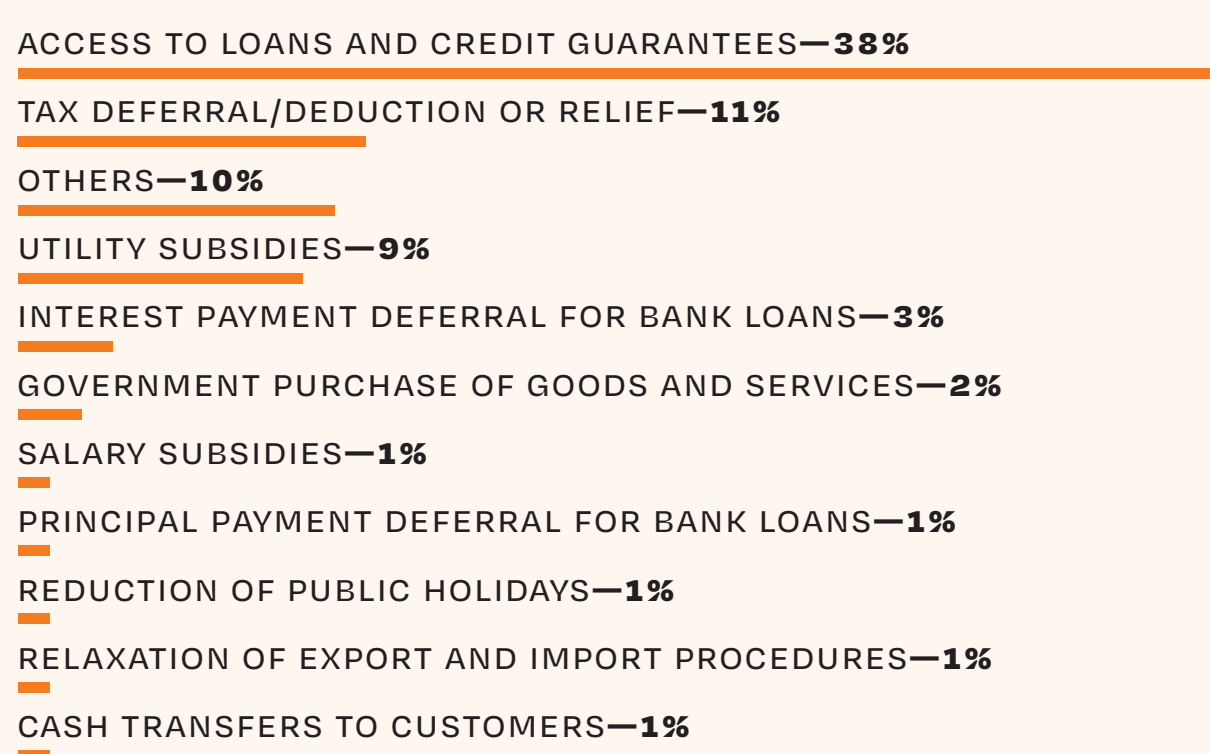 ACCESS TO LOANS AND CREDIT GUARANTEES—38%
TAX DEFERRAL/DEDUCTION OR RELIEF—11%
OTHERS—10%
UTILITY SUBSIDIES—9%
INTEREST PAYMENT DEFERRAL FOR BANK LOANS—3%
GOVERNMENT PURCHASE OF GOODS AND SERVICES—2%
SALARY SUBSIDIES—1%
PRINCIPAL PAYMENT DEFERRAL FOR BANK LOANS—1%
REDUCTION OF PUBLIC HOLIDAYS—1%
RELAXATION OF EXPORT AND IMPORT PROCEDURES—1%
CASH TRANSFERS TO CUSTOMERS—1%